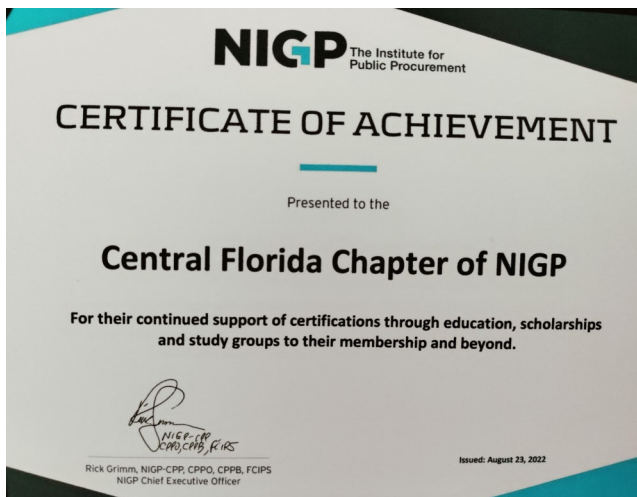 NIGP The Institute for
Public Procurement
CERTIFICATE OF ACHIEVEMENT
Presented to the
Central Florida Chapter of NIGP
For their continued support of certifications through education, scholarships
and study groups to their membership and beyond.
NIGP-CPP
CPPO, CPPB, FCIPS
Rick Grimm, NIGP-CPP, CPPO, CPPB, FCIPS
NIGP Chief Executive Officer
Issued: August 23, 2022